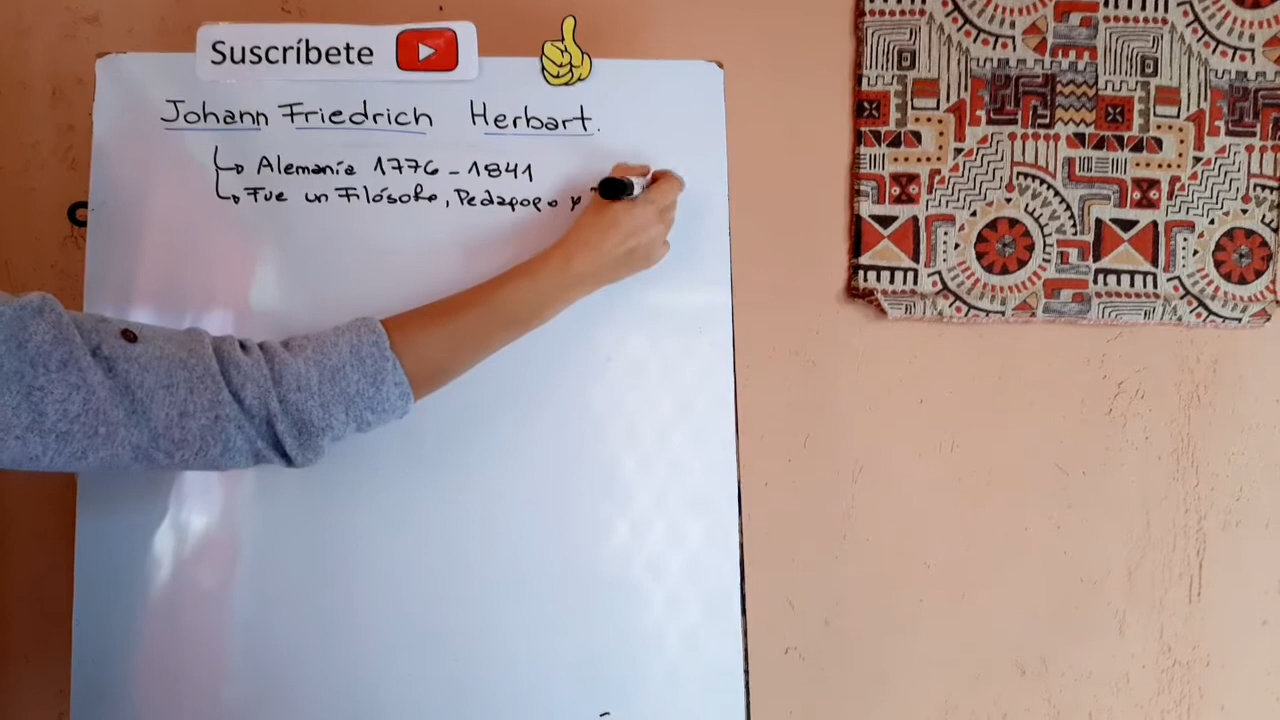 Suscríbete
Johann Friedrich Herbart.
Alemania 1776 - 1841
Fue un Filósofo, Pedagogo y